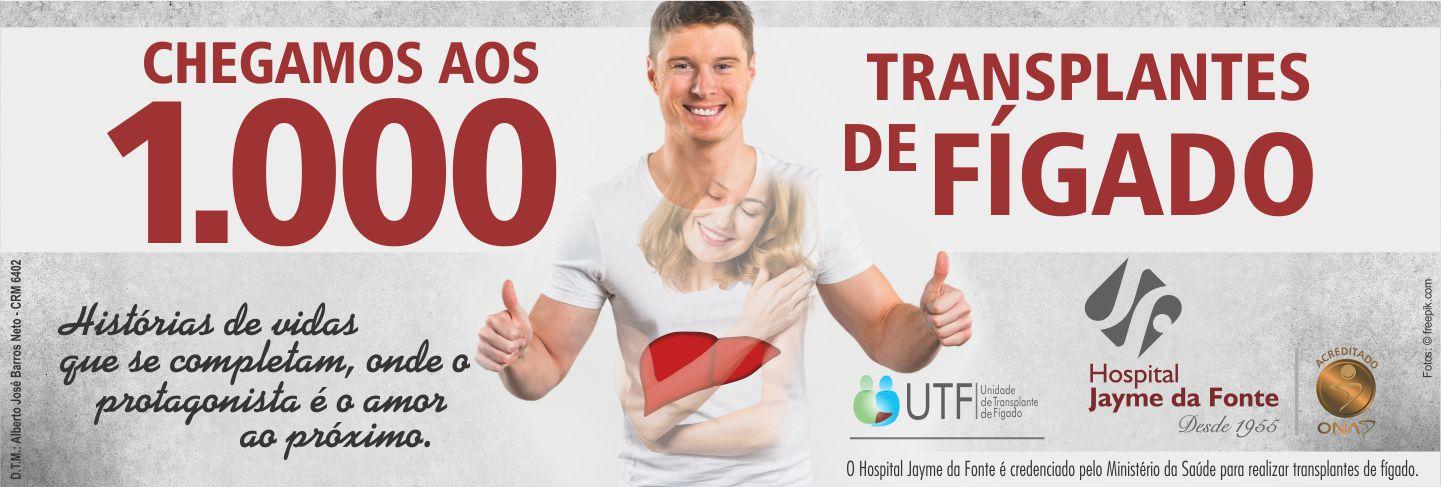 CHEGAMOS AOS
1.000
TRANSPLANTES
DE FÍGADO
Histórias de vidas
que se completam, onde o
protagonista é o amor
ao próximo.
D.T.M.: Alberto José Barros Neto - CRM 6402
UTF
Unidade
de Transplante
de Fígado
Hospital
Jayme da Fonte
Desde 1955
ACREDITADO
ONA
Fotos: © freepik.com
O Hospital Jayme da Fonte é credenciado pelo Ministério da Saúde para realizar transplantes de fígado.